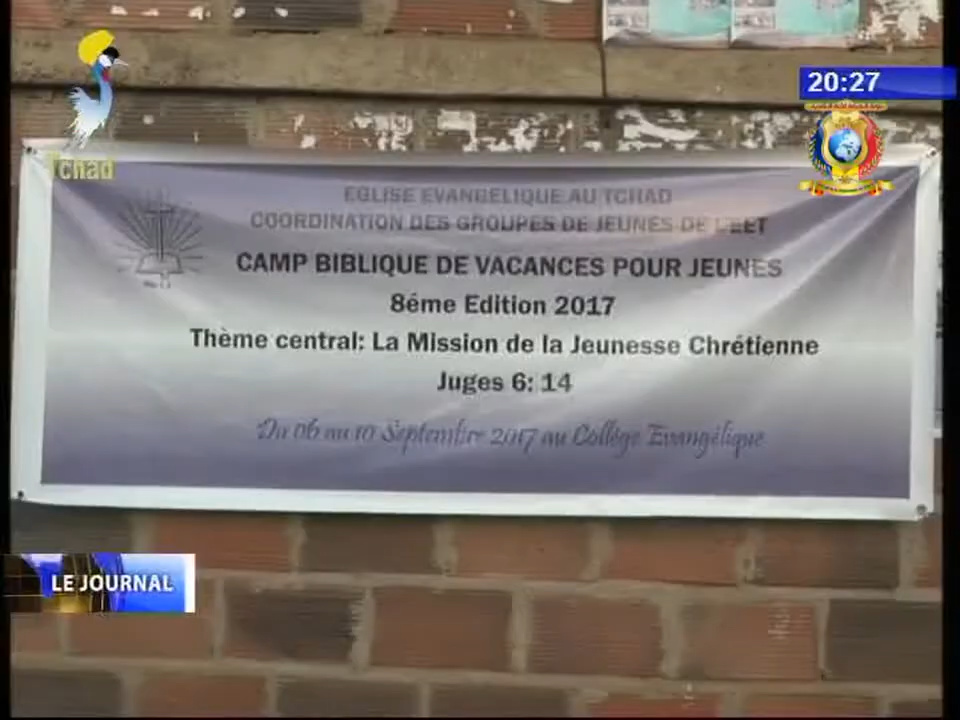 20:27
Tchad
EGLISE EVANGELIQUE AU TCHAD
COORDINATION DES GROUPES DE JEUNES DE L'EET
CAMP BIBLIQUE DE VACANCES POUR JEUNES
8éme Edition 2017
Thème central: La Mission de la Jeunesse Chrétienne
Juges 6: 14
Du 06 au 10 Septembre 2017 au Collège Evangélique
LE JOURNAL